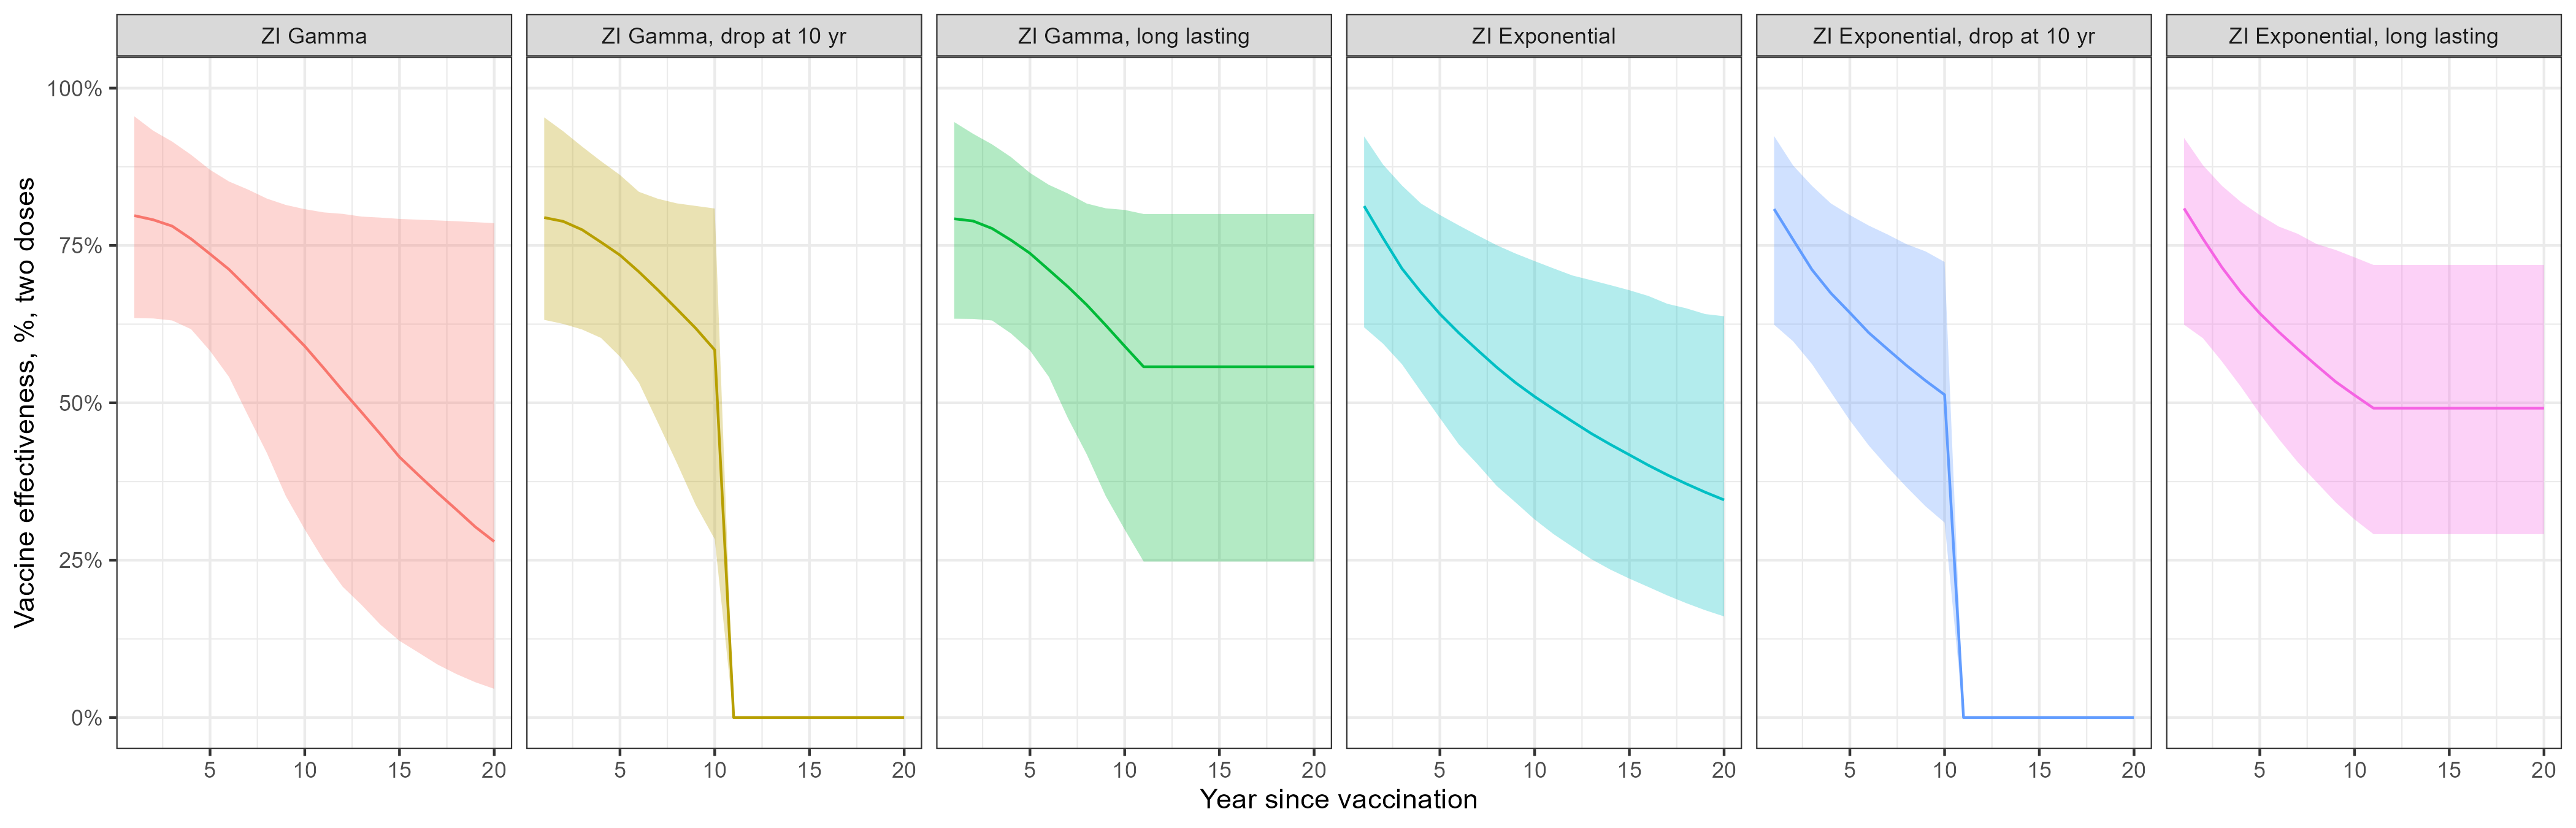 ZI Gamma
ZI Gamma, drop at 10 yr
ZI Gamma, long lasting
ZI Exponential
ZI Exponential, drop at 10 yr
ZI Exponential, long lasting
Vaccine effectiveness, %, two doses
100%
75%
50%
25%
0%
5 10 15 20
5 10 15 20
5 10 15 20
5 10 15 20
5 10 15 20
5 10 15 20
Year since vaccination